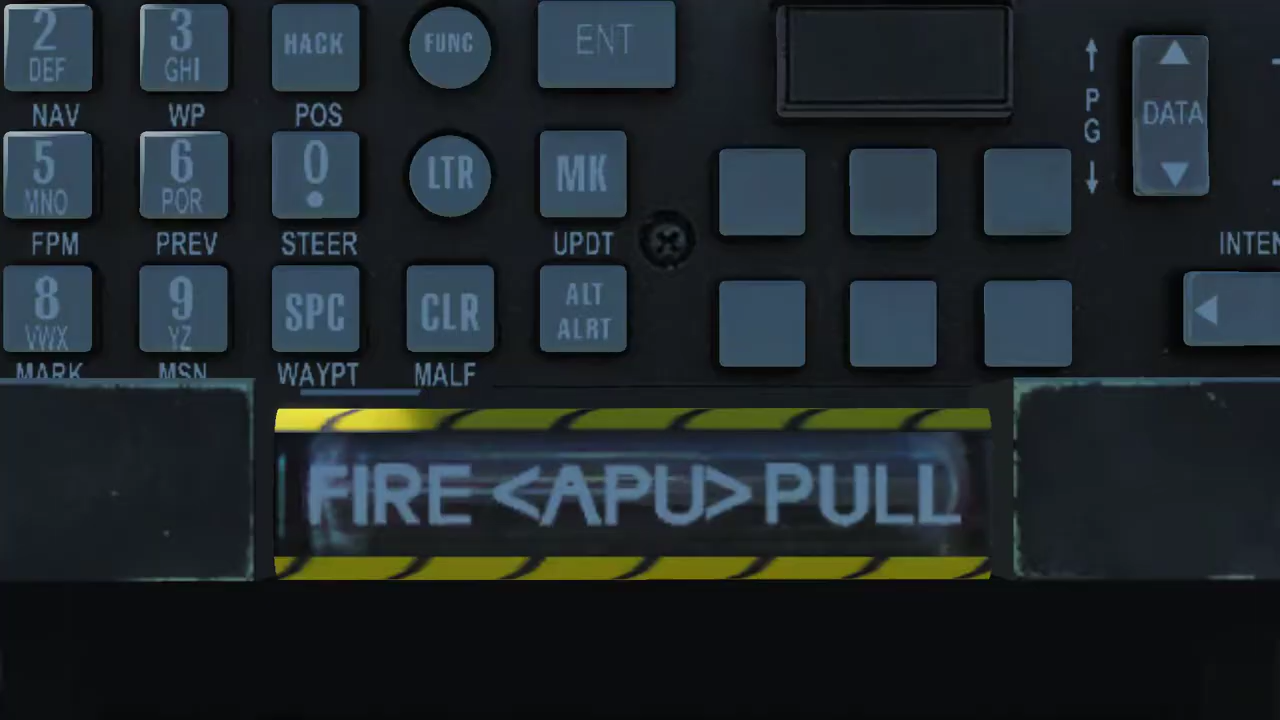 2
DEF
3
GHI
HACK
FUNC
ENT
NAV
WP
POS
↑
P
G
↓
▲
DATA
▼
5
MNO
6
PQR
0
●
LTR
MK
FPM
PREV
STEER
UPDT
8
VWX
9
YZ
SPC
CLR
ALT
ALRT
◀
MARK
MSN
WAYPT
MALF
FIRE <APU> PULL